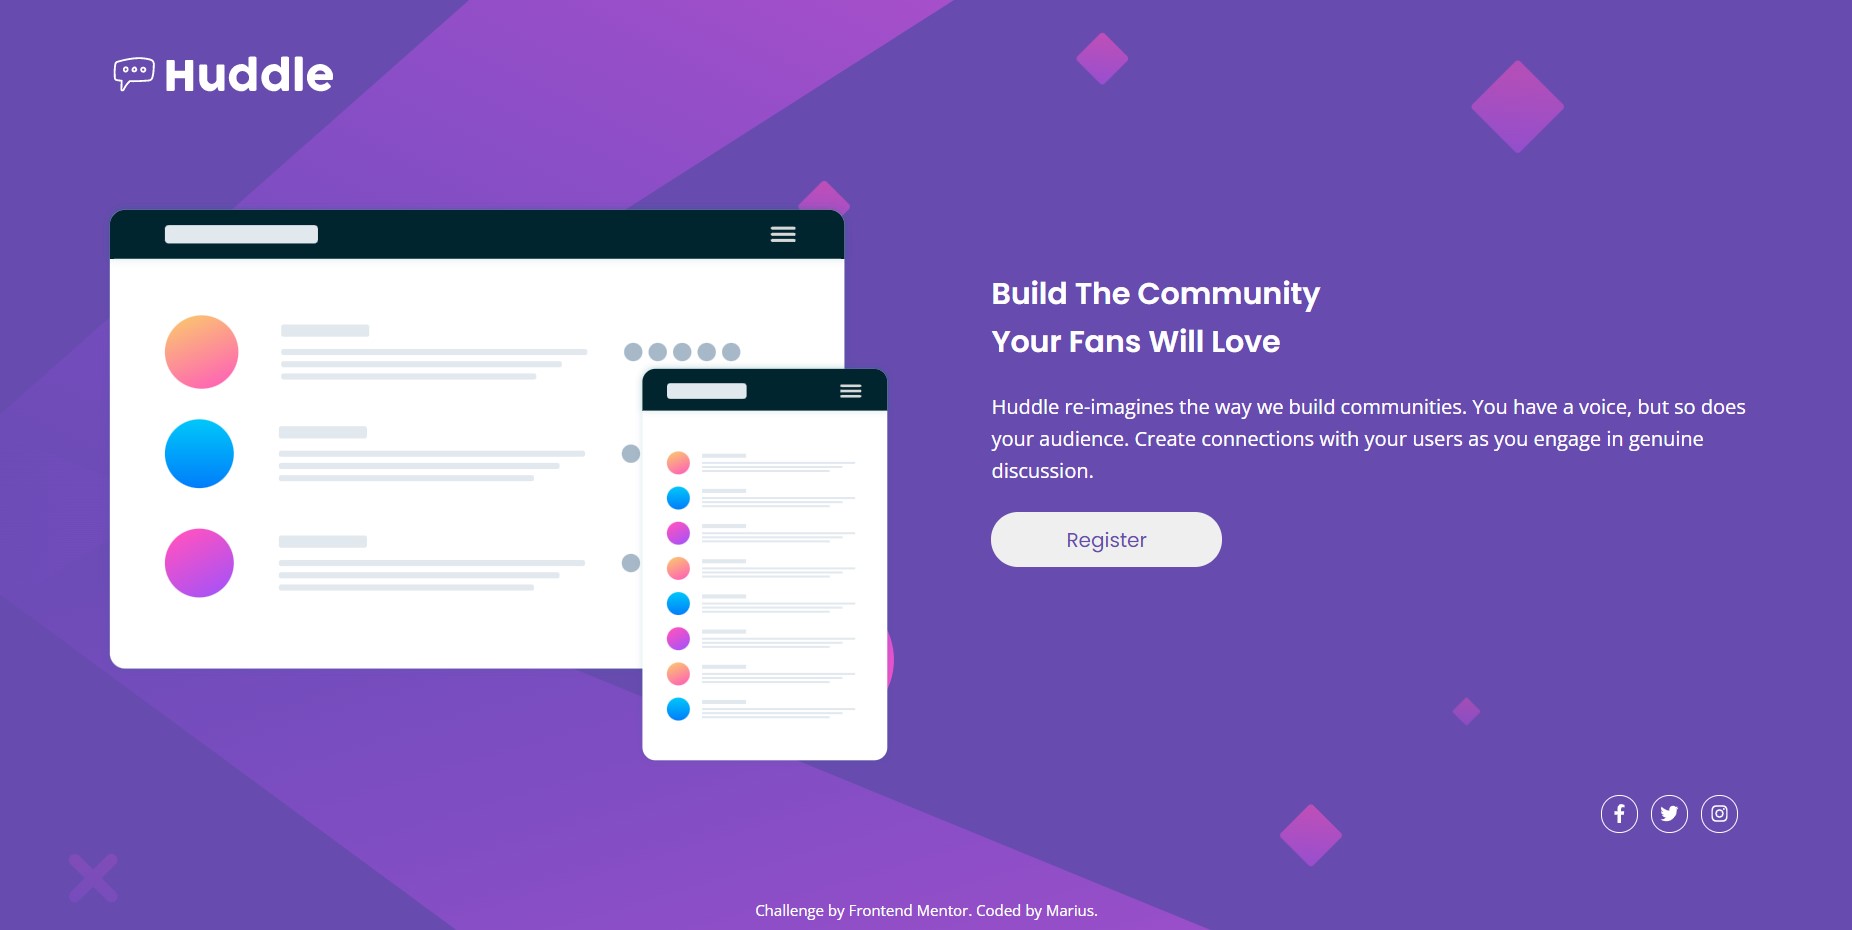 Huddle
Build The Community
Your Fans Will Love
Huddle re-imagines the way we build communities. You have a voice, but so does
your audience. Create connections with your users as you engage in genuine
discussion.
Register
Challenge by Frontend Mentor. Coded by Marius.